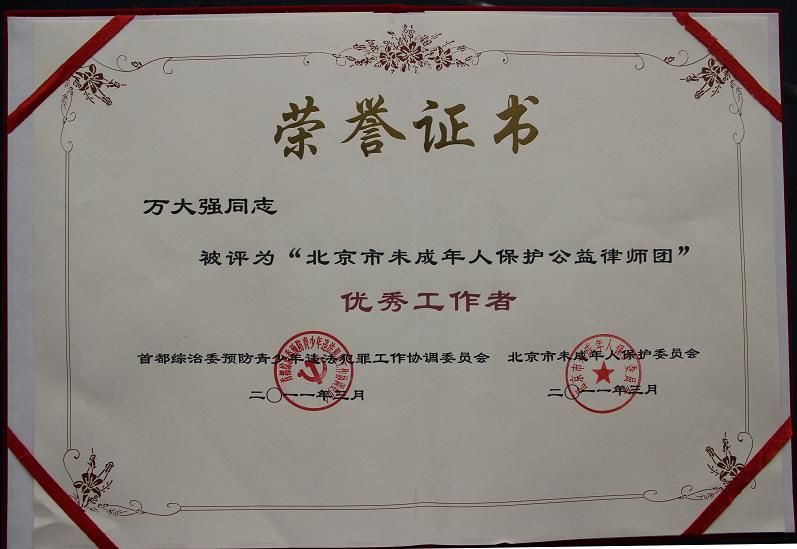 荣誉证书
万大强同志
被评为“北京市未成年人保护公益律师团”
优秀工作者
首都综治委预防青少年违法犯罪工作协调委员会 北京市未成年人保护委员会
二〇一一年三月 二〇一一年三月